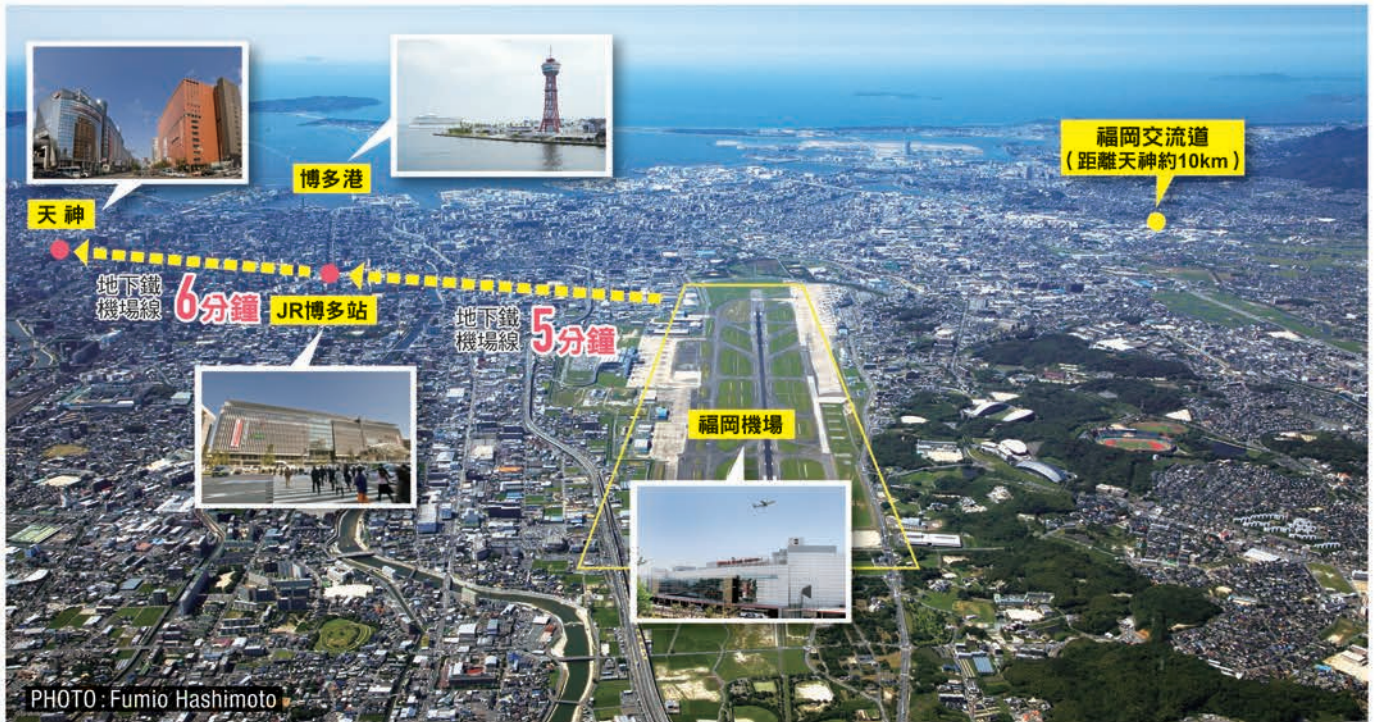 天神
博多港
福岡交流道
(距離天神約10km)
地下鐵
機場線 6分鐘
JR博多站
地下鐵
機場線 5分鐘
福岡機場
PHOTO : Fumio Hashimoto